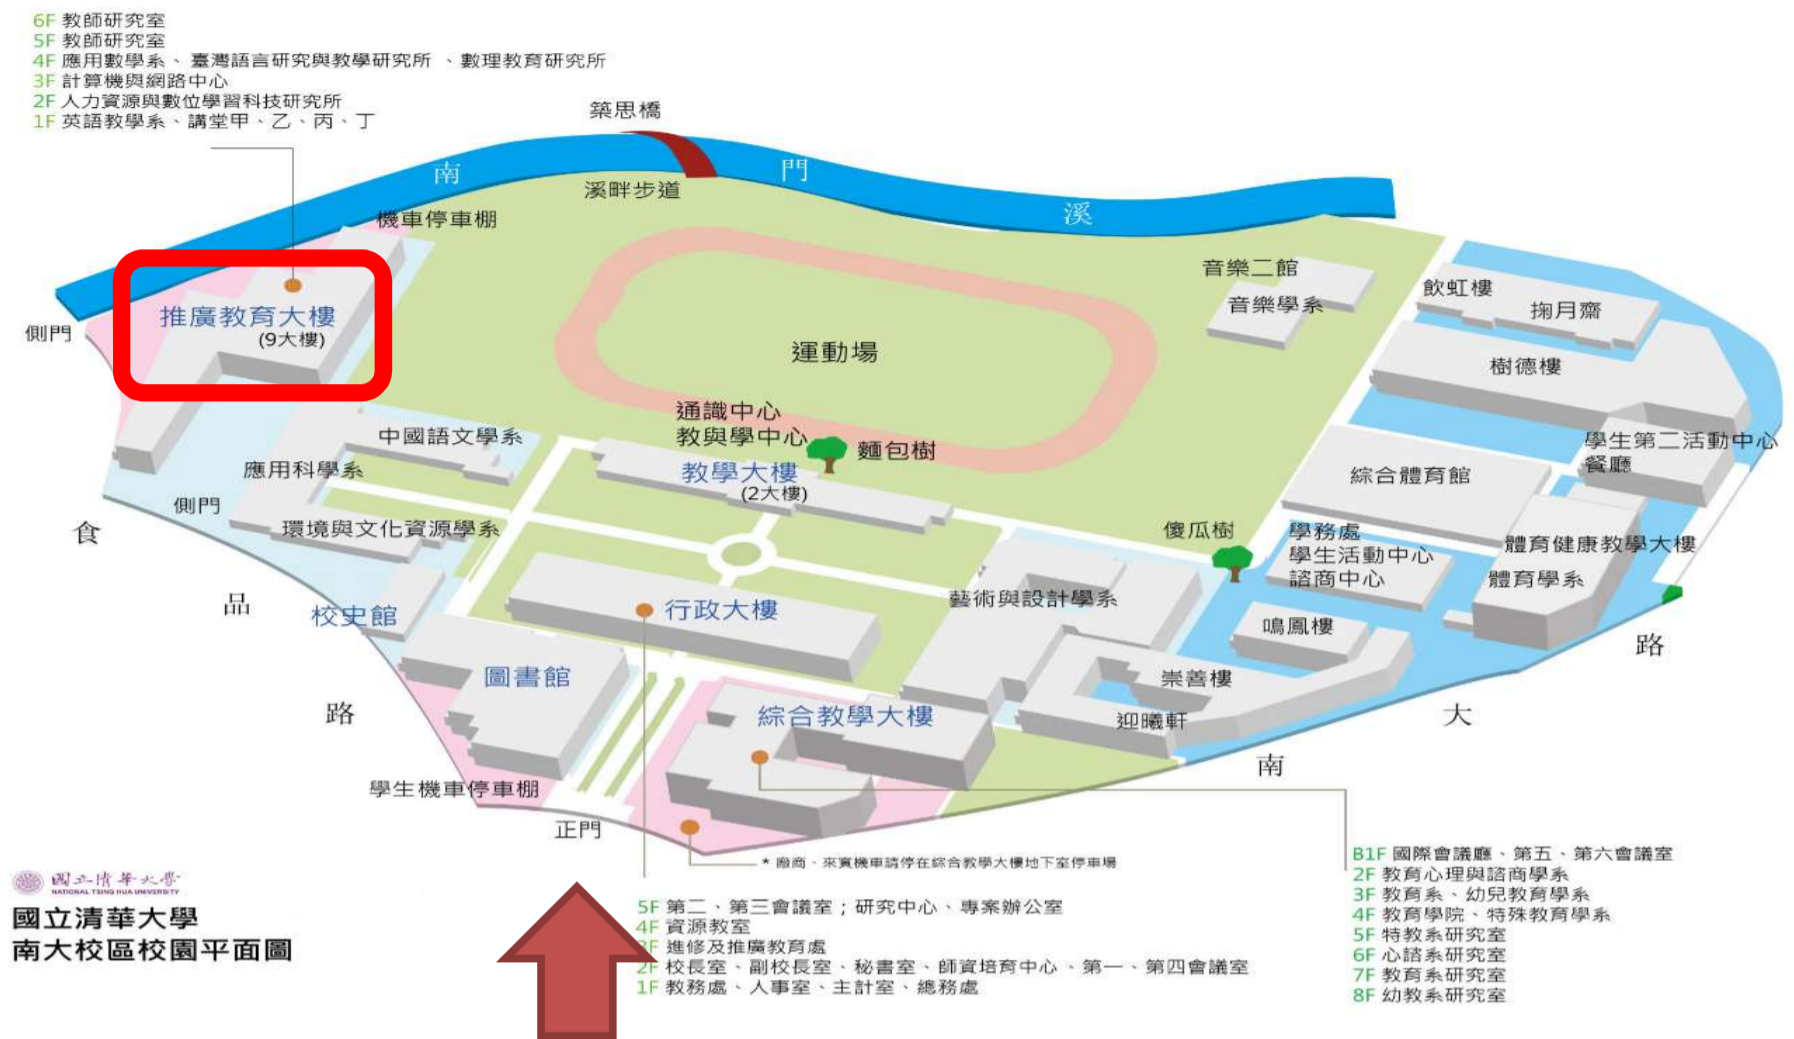 6F 教師研究室
5F 教師研究室
4F 應用數學系、臺灣語言研究與教學研究所、數理教育研究所
3F 計算機與網路中心
2F 人力資源與數位學習科技研究所
1F 英語教學系、講堂甲、乙、丙、丁
築思橋
南
門
溪
溪畔步道
機車停車棚
側門
推廣教育大樓
(9大樓)
運動場
音樂二館
音樂學系
飲虹樓
掬月齋
樹德樓
通識中心
教與學中心
麵包樹
教學大樓
(2大樓)
中國語文學系
應用科學系
側門
環境與文化資源學系
學生第二活動中心
餐廳
綜合體育館
傻瓜樹
學務處
學生活動中心
諮商中心
體育健康教學大樓
體育學系
食
品
路
校史館
行政大樓
藝術與設計學系
鳴鳳樓
圖書館
崇善樓
迎曦軒
綜合教學大樓
學生機車停車棚
正門
南
大
路
* 廠商、來賓機車請停在綜合教學大樓地下室停車場
5F 第二、第三會議室；研究中心、專案辦公室
4F 資源教室
3F 進修及推廣教育處
2F 校長室、副校長室、秘書室、師資培育中心、第一、第四會議室
1F 教務處、人事室、主計室、總務處
B1F 國際會議廳、第五、第六會議室
2F 教育心理與諮商學系
3F 教育系、幼兒教育學系
4F 教育學院、特殊教育學系
5F 特教系研究室
6F 心諮系研究室
7F 教育系研究室
8F 幼教系研究室
國立清華大學
NATIONAL TSING HUA UNIVERSITY
國立清華大學
南大校區校園平面圖